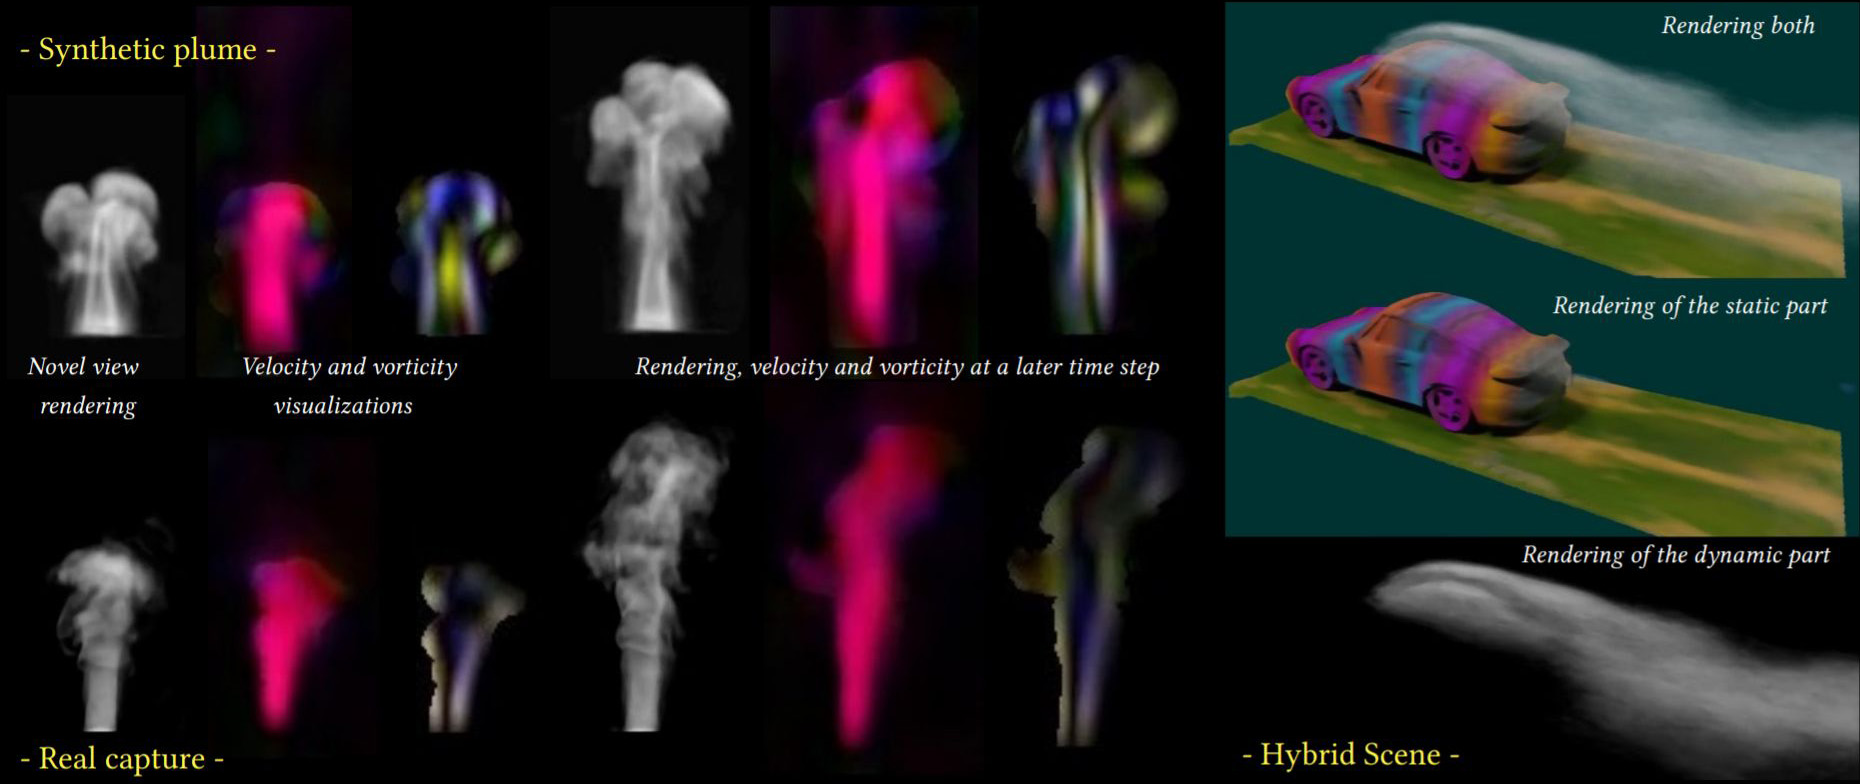 - Synthetic plume -
Novel view
rendering
Velocity and vorticity
visualizations
Rendering, velocity and vorticity at a later time step
- Real capture -
Rendering both
Rendering of the static part
Rendering of the dynamic part
- Hybrid Scene -